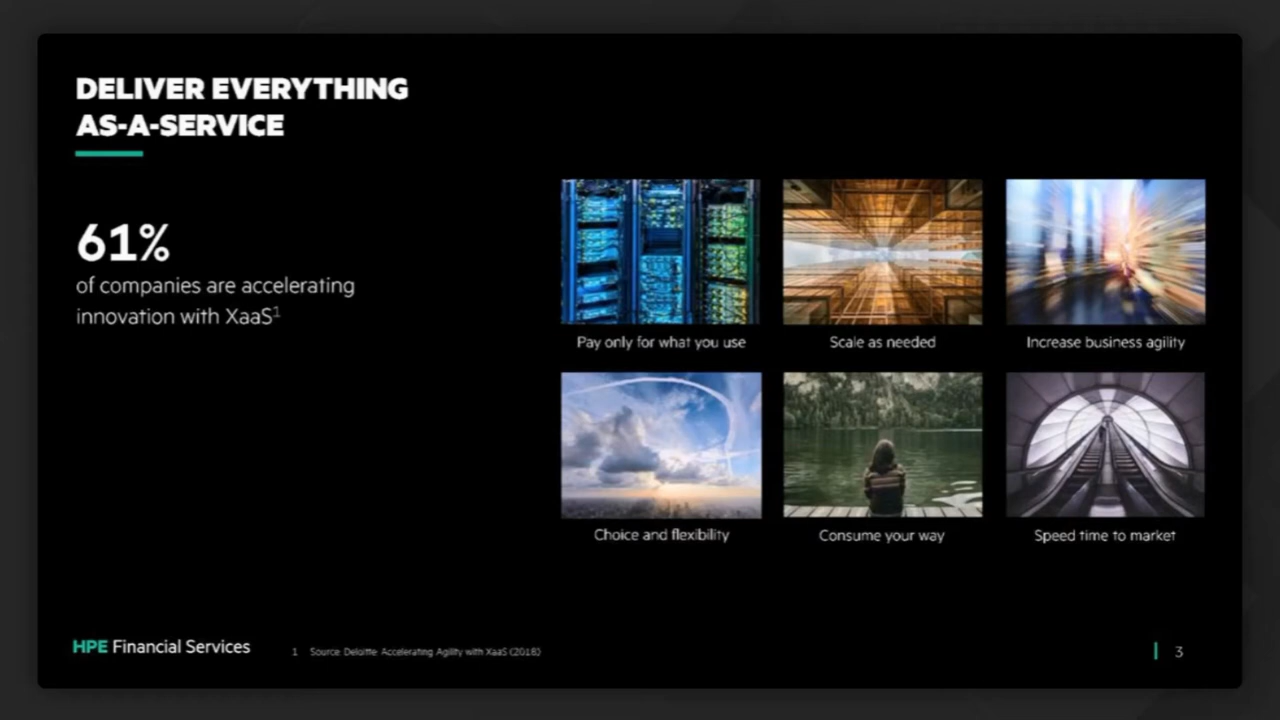 DELIVER EVERYTHING
AS-A-SERVICE
61%
of companies are accelerating
innovation with XaaS1
Pay only for what you use
Scale as needed
Increase business agility
Choice and flexibility
Consume your way
Speed time to market
HPE Financial Services
1 Source: Deloitte: Accelerating Agility with XaaS (2018)
3